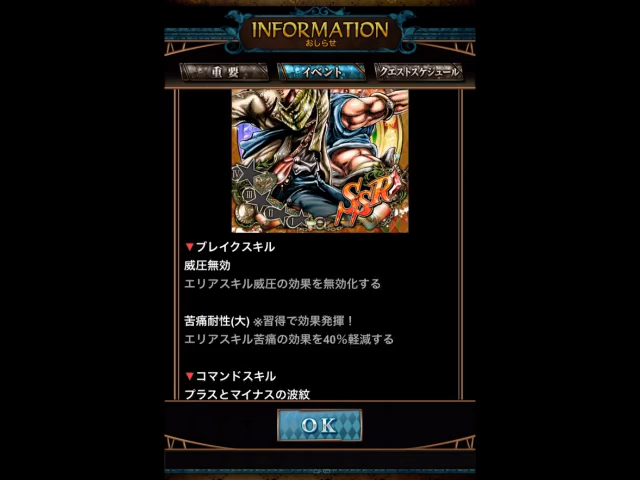 INFORMATION
おしらせ
重要
イベント
クエストスケジュール
SSR
▼ブレイクスキル
威圧無効
エリアスキル威圧の効果を無効化する
苦痛耐性(大) ※習得で効果発揮！
エリアスキル苦痛の効果を40％軽減する
▼コマンドスキル
プラスとマイナスの波紋
OK